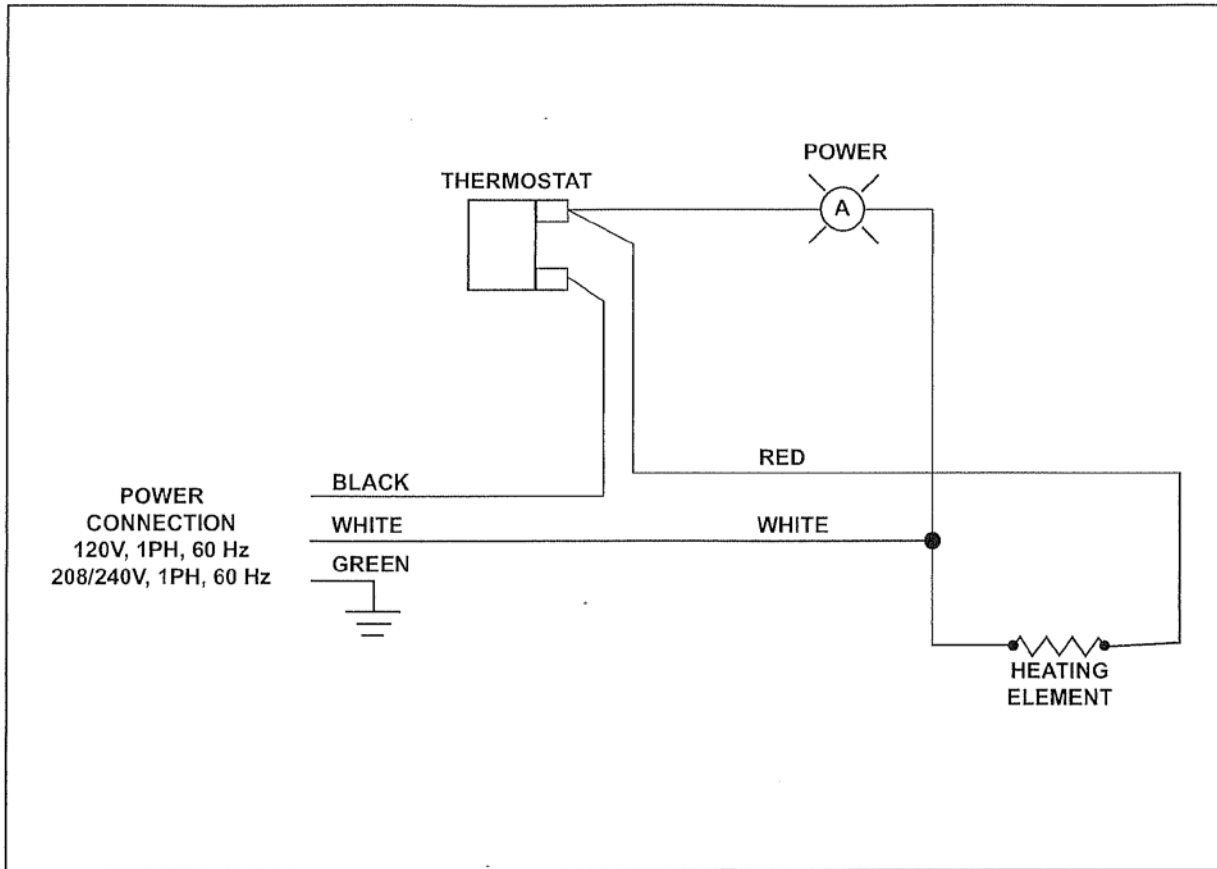 POWER
THERMOSTAT
A
RED
BLACK
POWER
CONNECTION
120V, 1PH, 60 Hz
208/240V, 1PH, 60 Hz
WHITE
WHITE
GREEN
HEATING
ELEMENT